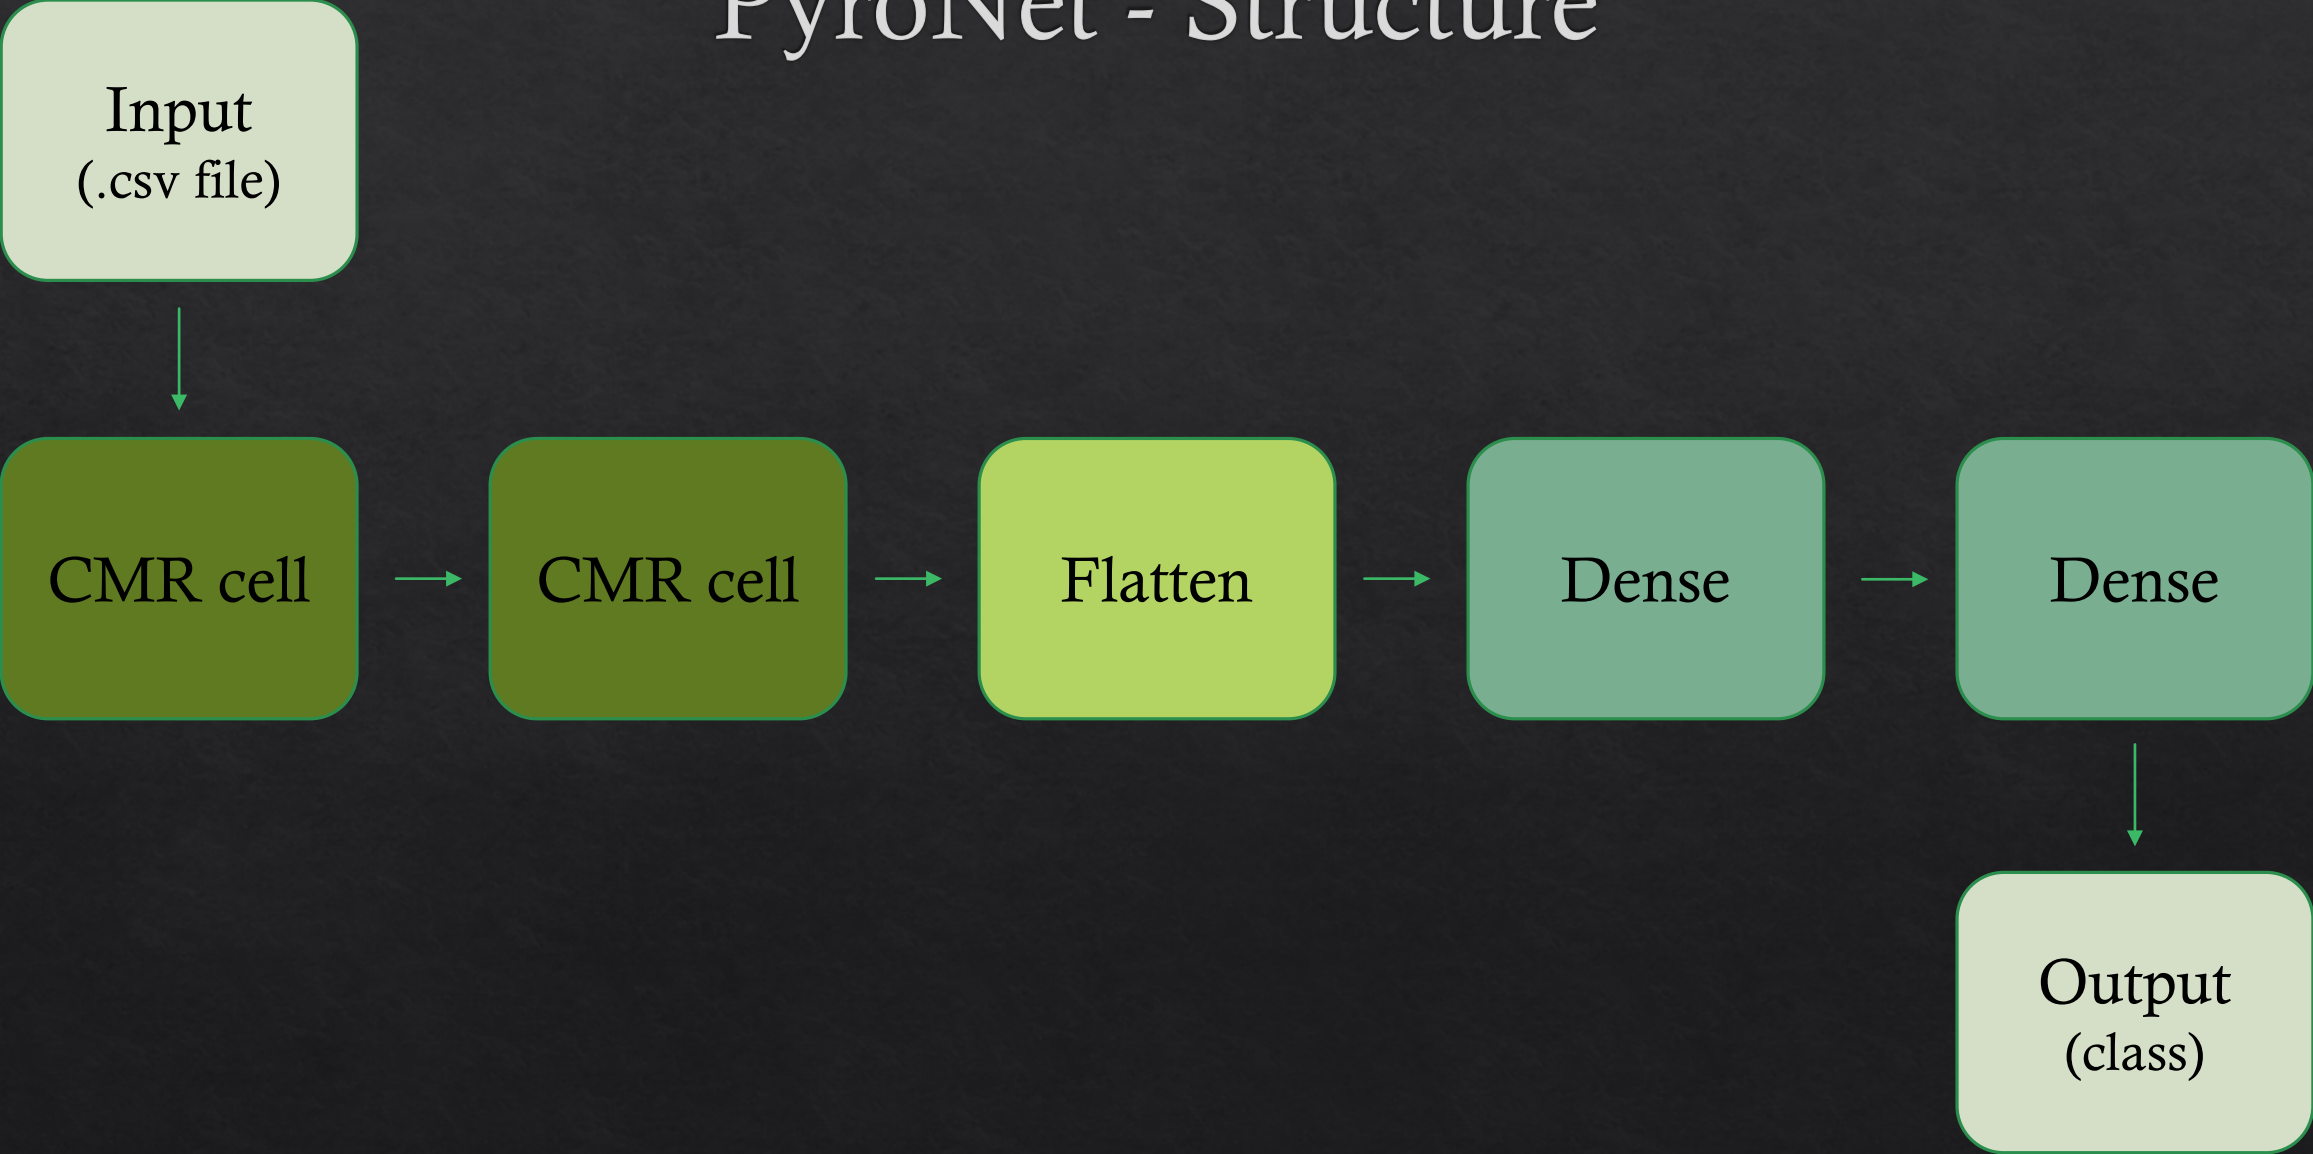 PyroNet - Structure
Input
(.csv file)
CMR cell
CMR cell
Flatten
Dense
Dense
Output
(class)